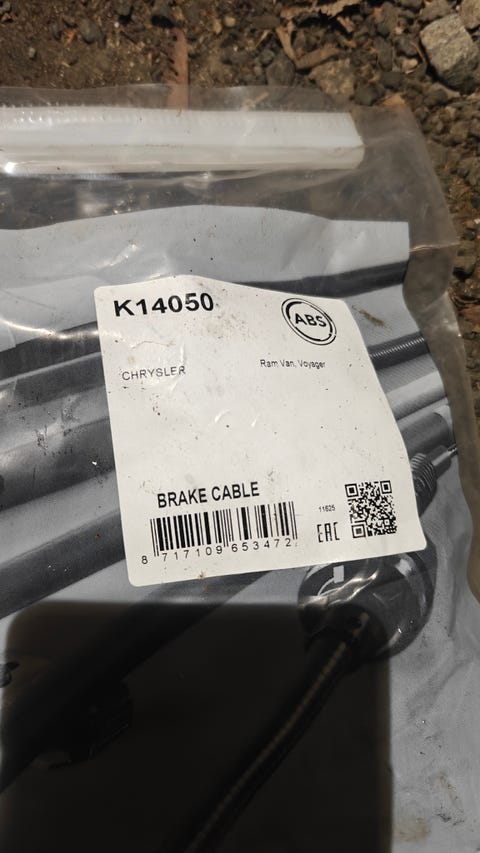 K14050
ABS
CHRYSLER
Ram Van, Voyager
BRAKE CABLE
11625
EAC
8 717109 653472